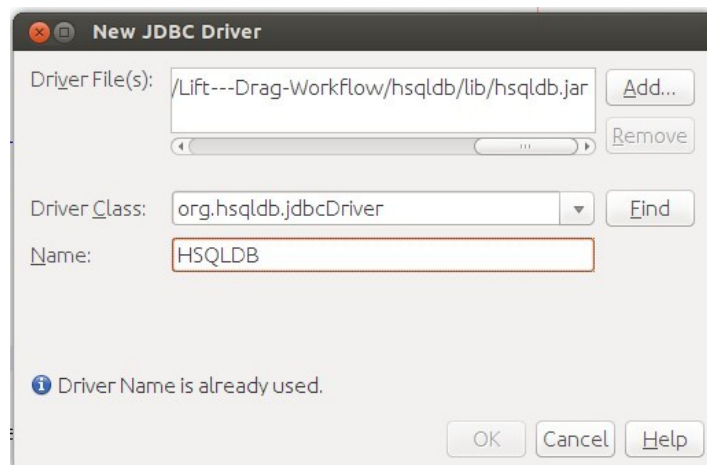 New JDBC Driver
Driver File(s): /Lift---Drag-Workflow/hsqldb/lib/hsqldb.jar Add...
Remove
Driver Class: org.hsqldb.jdbcDriver Find
Name: HSQLDB
Driver Name is already used.
OK Cancel Help